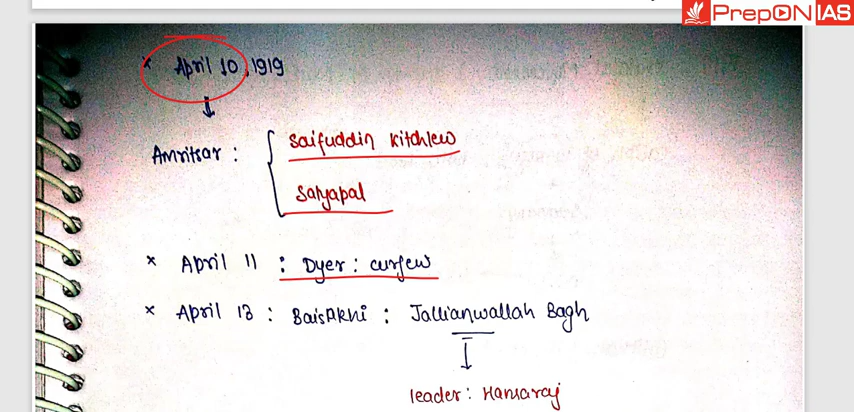 PrepON IAS
* April 10, 1919
Amritsar : { Saifuddin Kitchlew
Satyapal
* April 11 : Dyer : curfew
* April 13 : Baisakhi : Jallianwallah Bagh
leader : Hansaraj